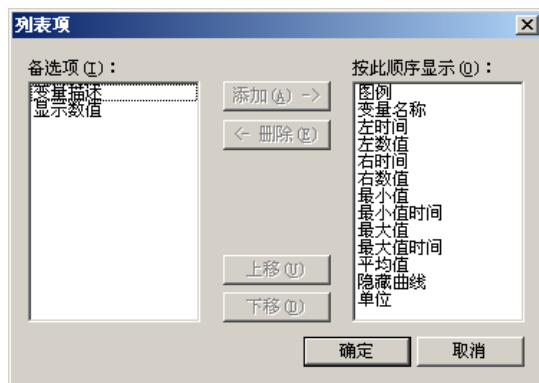 列表项
备选项(I)：
变量描述
显示数值
添加(A) ->
<- 删除(E)
上移(U)
下移(D)
按此顺序显示(O)：
图例
变量名称
左时间
左数值
右时间
右数值
最小值
最小值时间
最大值
最大值时间
平均值
隐藏曲线
单位
确定
取消